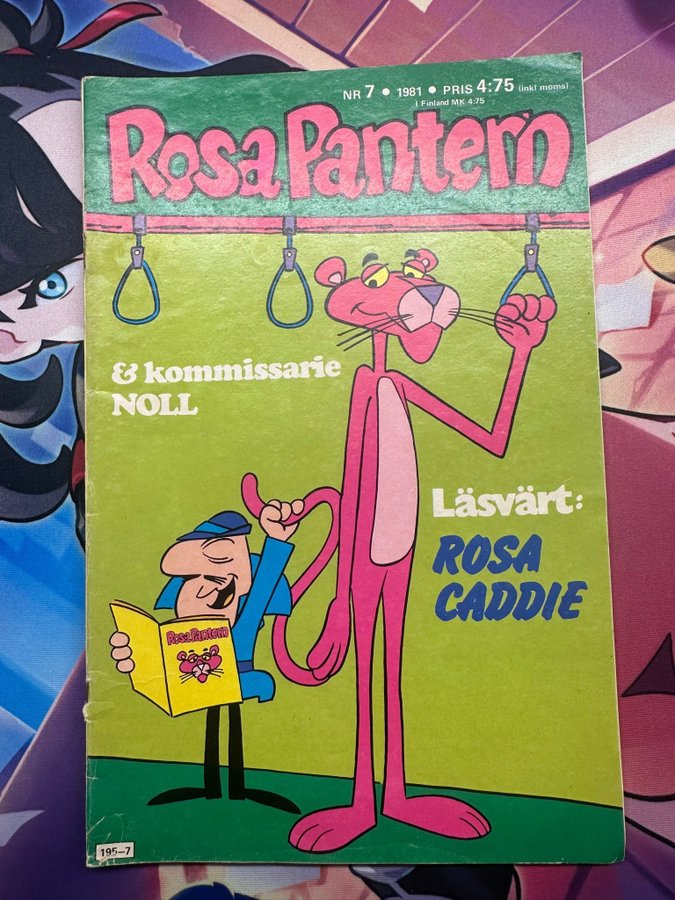 NR 7 • 1981 • PRIS 4:75 (inkl moms)
I Finland MK 4:75
Rosa Pantern
& kommissarie
NOLL
Läsvärt:
ROSA
CADDIE
Rosa Pantern
195-7